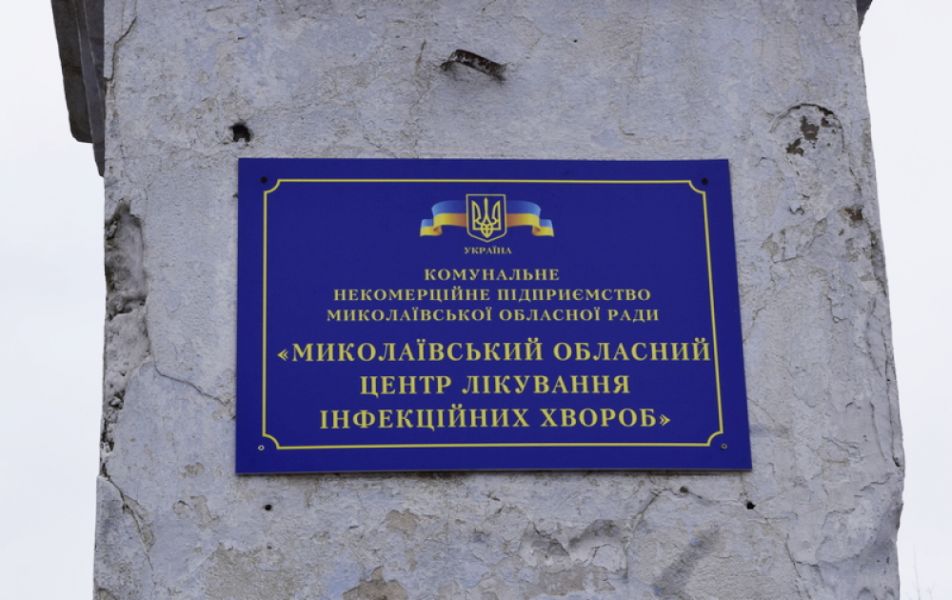 УКРАЇНА
КОМУНАЛЬНЕ
НЕКОМЕРЦІЙНЕ ПІДПРИЄМСТВО
МИКОЛАЇВСЬКОЇ ОБЛАСНОЇ РАДИ
«МИКОЛАЇВСЬКИЙ ОБЛАСНИЙ
ЦЕНТР ЛІКУВАННЯ
ІНФЕКЦІЙНИХ ХВОРОБ»